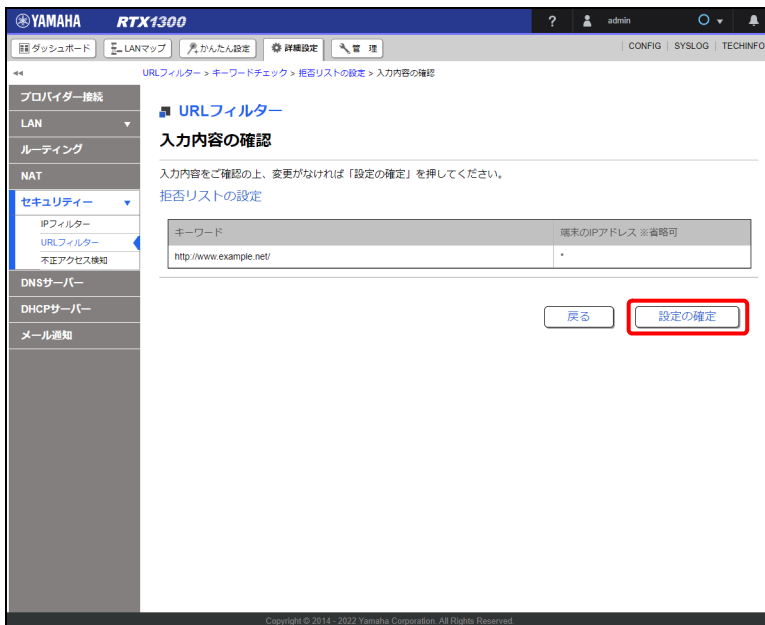 YAMAHA RTX1300 ? admin
ダッシュボード LANマップ かんたん設定 詳細設定 管 理 CONFIG SYSLOG TECHINFO
URLフィルター > キーワードチェック > 拒否リストの設定 > 入力内容の確認
プロバイダー接続
LAN
ルーティング
NAT
セキュリティー
IPフィルター
URLフィルター
不正アクセス検知
DNSサーバー
DHCPサーバー
メール通知
URLフィルター
入力内容の確認
入力内容をご確認の上、変更がなければ「設定の確定」を押してください。
拒否リストの設定
キーワード 端末のIPアドレス ※省略可
http://www.example.net/ *
戻る 設定の確定
Copyright © 2014 - 2022 Yamaha Corporation. All Rights Reserved.